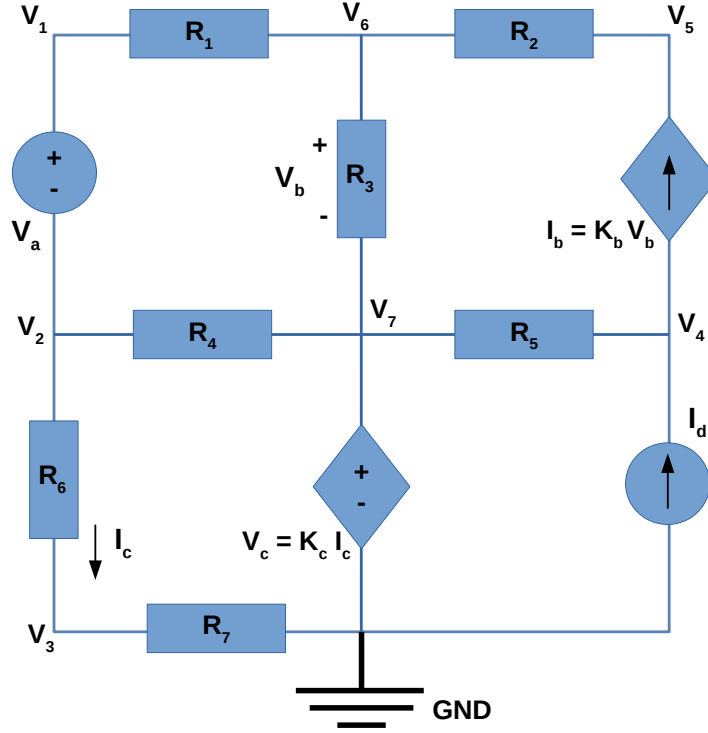 V1
V6
V5
R1
R2
+
-
Va
+
Vb
-
R3
Ib = Kb Vb
V2
R4
V7
R5
V4
R6
Ic
+
-
Vc = Kc Ic
Id
V3
R7
GND